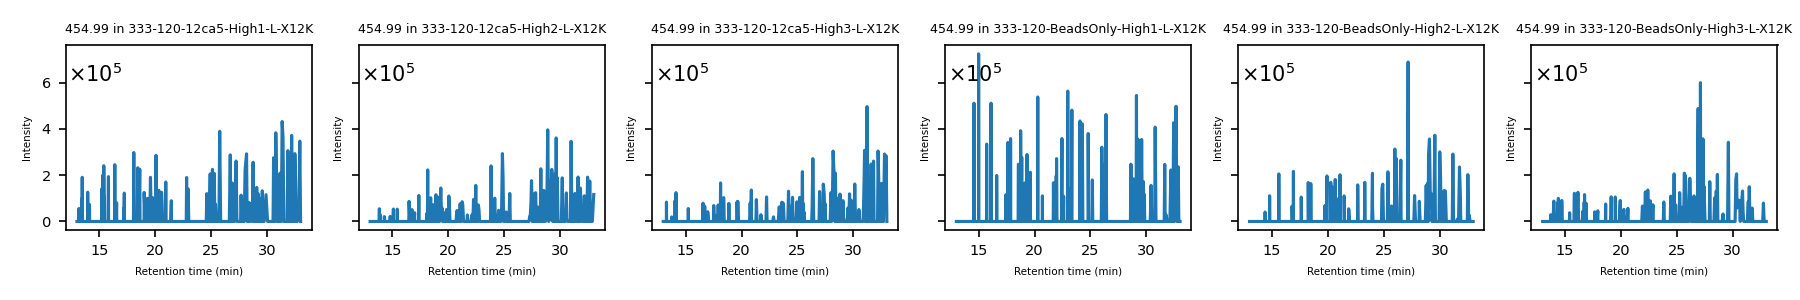 454.99 in 333-120-12ca5-High1-L-X12K
454.99 in 333-120-12ca5-High2-L-X12K
454.99 in 333-120-12ca5-High3-L-X12K
454.99 in 333-120-BeadsOnly-High1-L-X12K
454.99 in 333-120-BeadsOnly-High2-L-X12K
454.99 in 333-120-BeadsOnly-High3-L-X12K
×10⁵
×10⁵
×10⁵
×10⁵
×10⁵
×10⁵
6
4
2
0
Intensity
Intensity
Intensity
Intensity
Intensity
Intensity
15 20 25 30
15 20 25 30
15 20 25 30
15 20 25 30
15 20 25 30
15 20 25 30
Retention time (min)
Retention time (min)
Retention time (min)
Retention time (min)
Retention time (min)
Retention time (min)